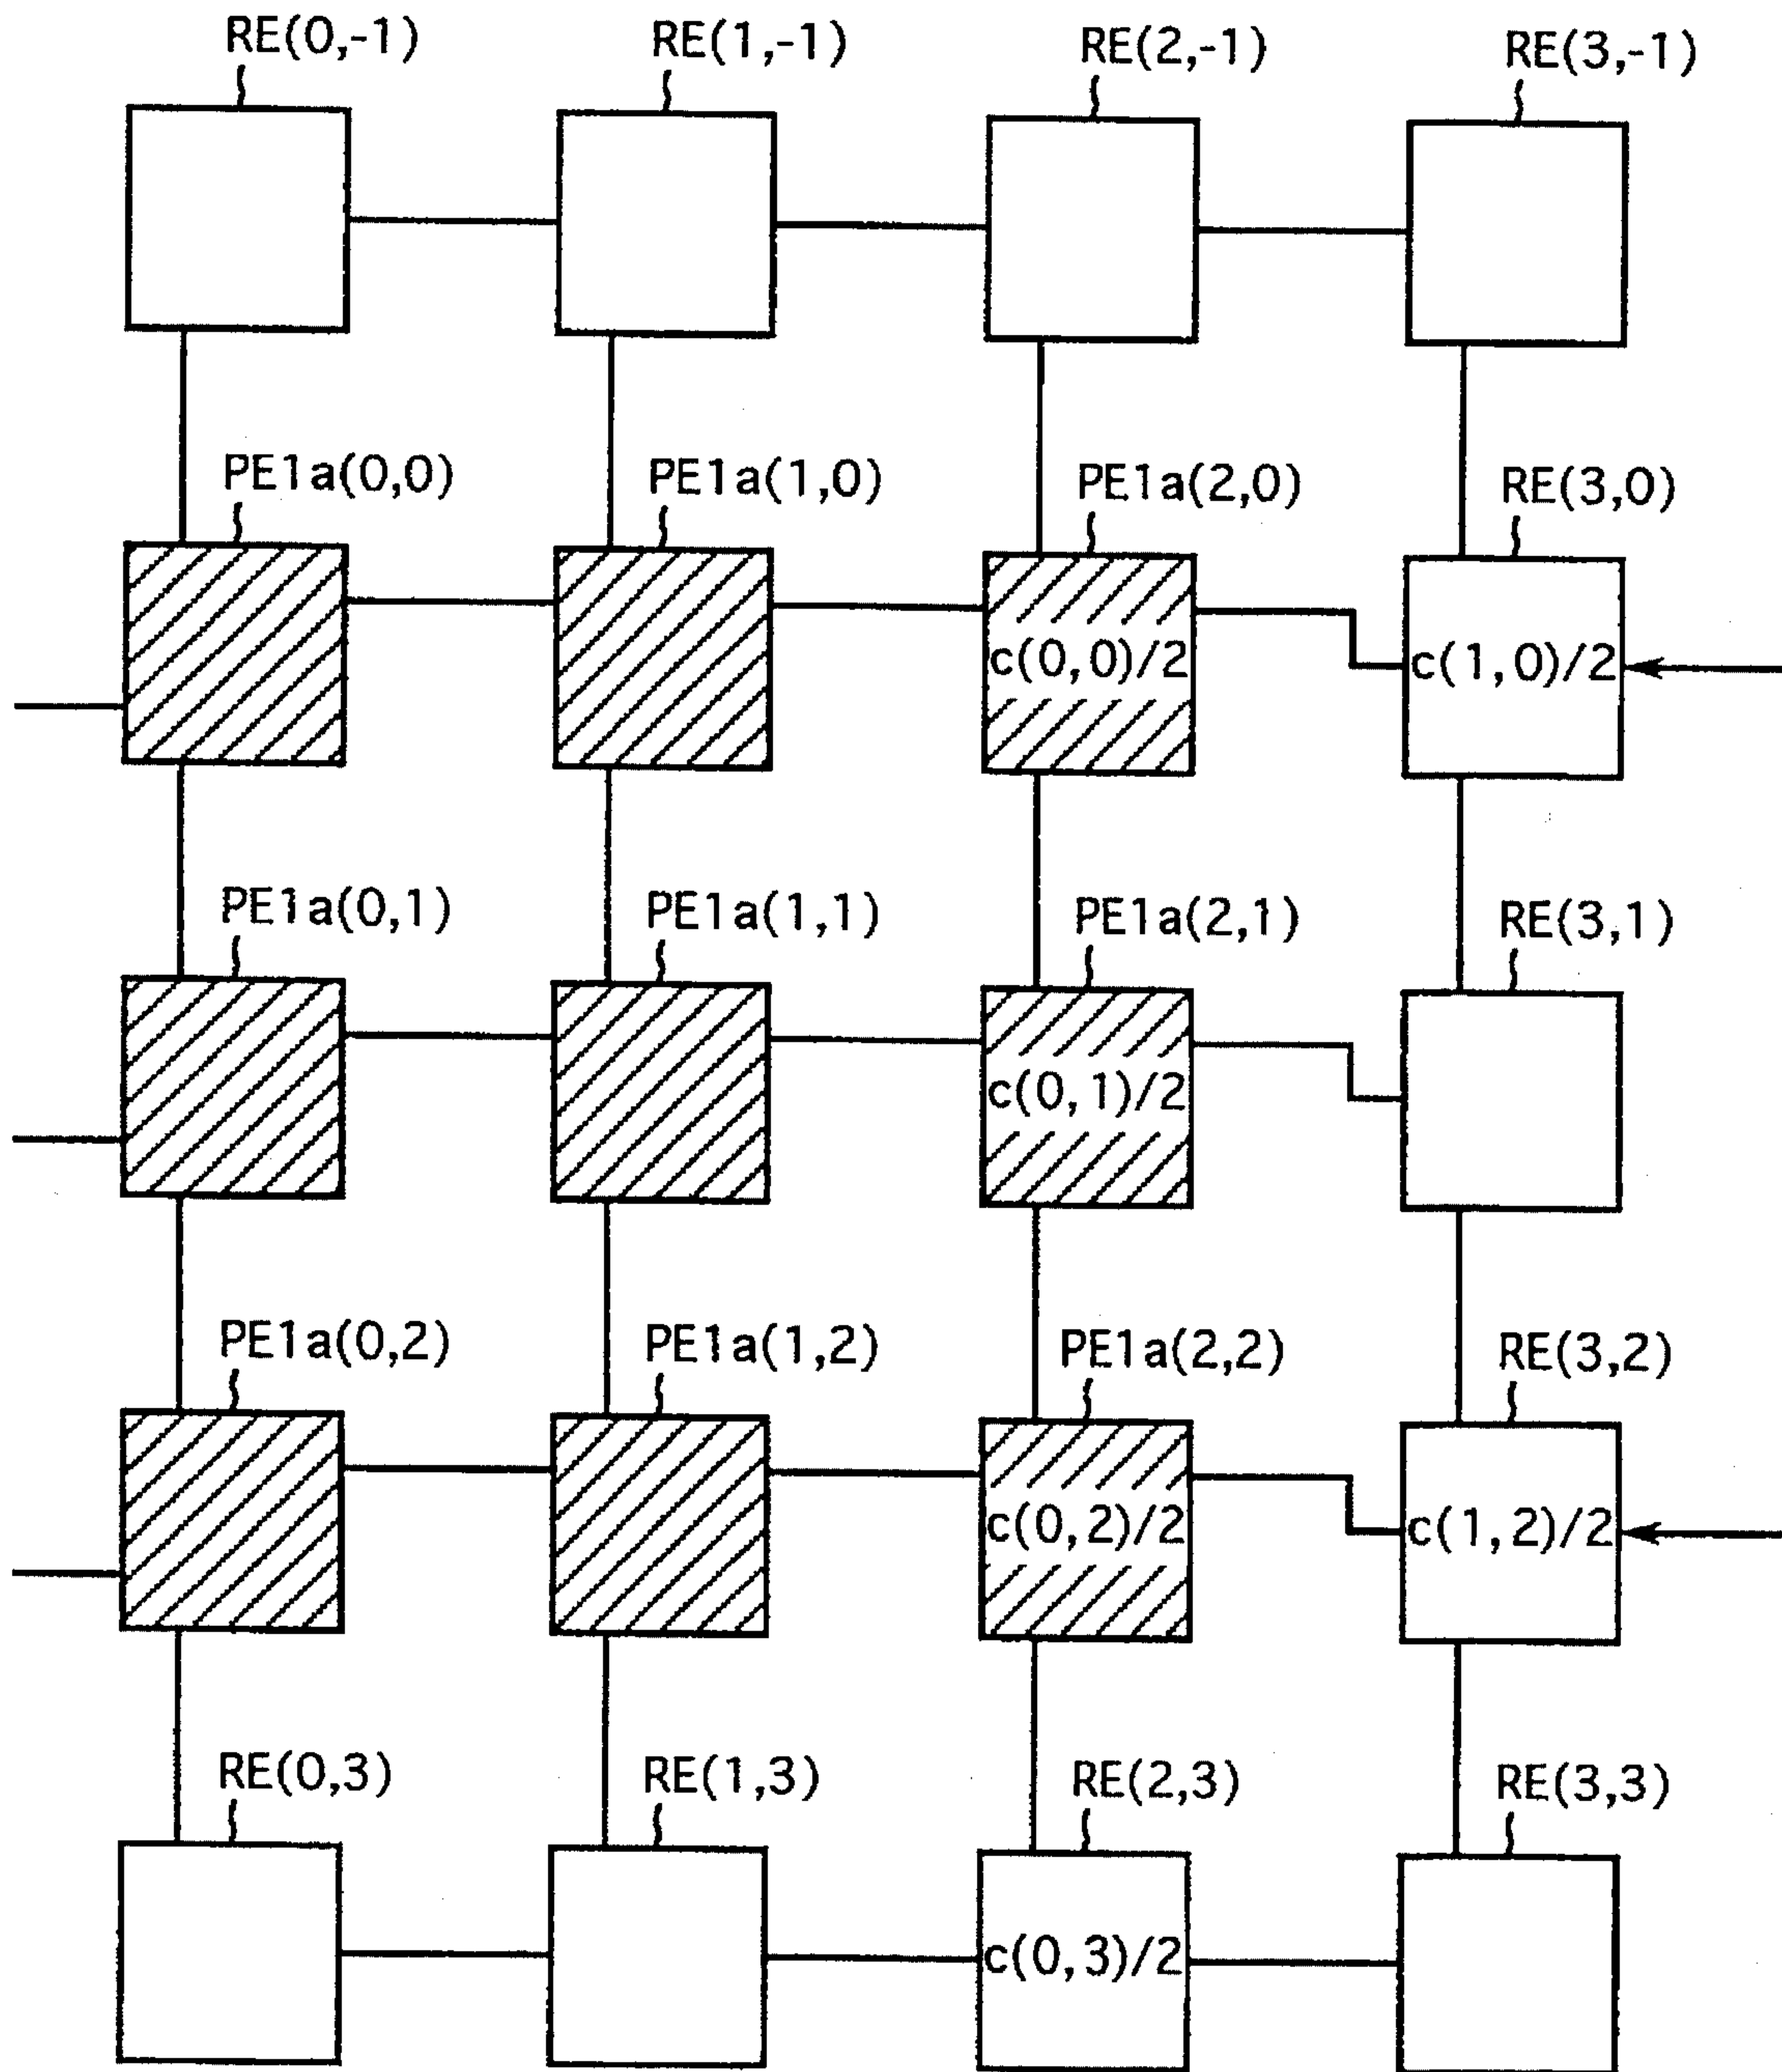 RE(0,-1) RE(1,-1) RE(2,-1) RE(3,-1)
PE1a(0,0) PE1a(1,0) PE1a(2,0) RE(3,0)
c(0,0)/2 c(1,0)/2
PE1a(0,1) PE1a(1,1) PE1a(2,1) RE(3,1)
c(0,1)/2
PE1a(0,2) PE1a(1,2) PE1a(2,2) RE(3,2)
c(0,2)/2 c(1,2)/2
RE(0,3) RE(1,3) RE(2,3) RE(3,3)
c(0,3)/2